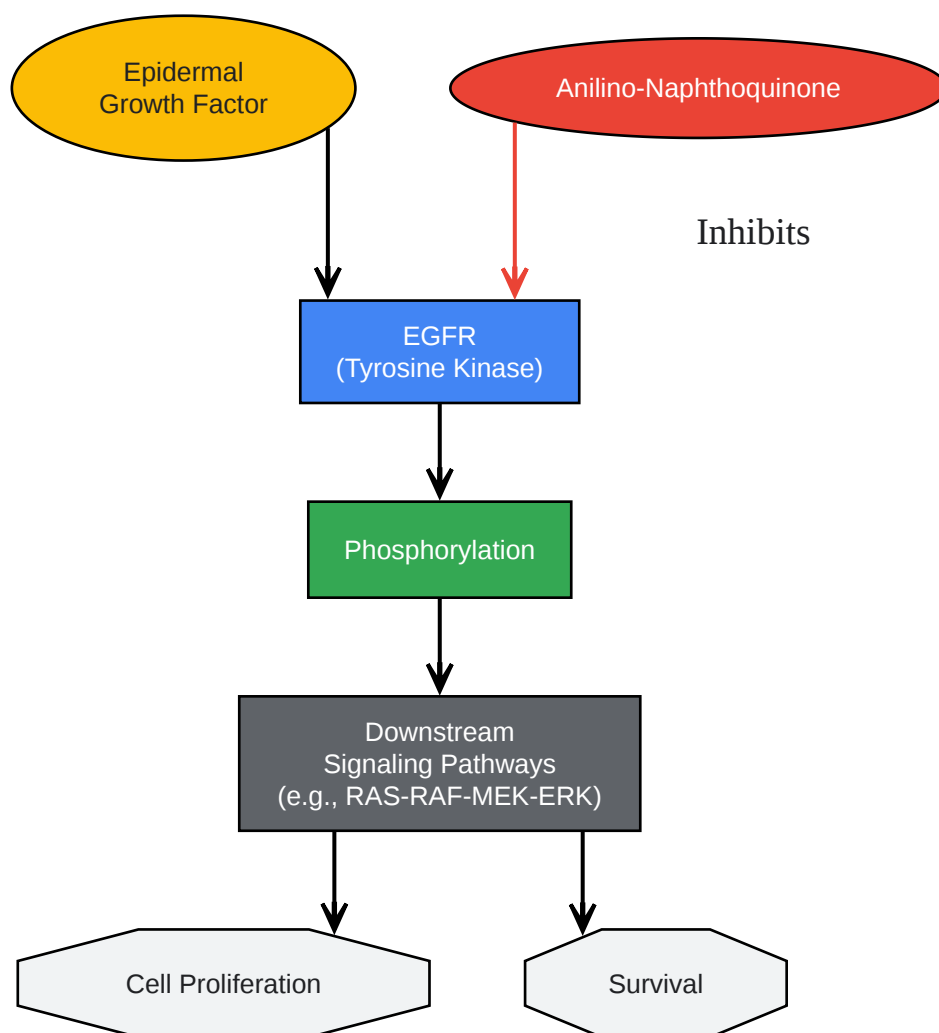 Epidermal
Growth Factor
Anilino-Naphthoquinone
Inhibits
EGFR
(Tyrosine Kinase)
Phosphorylation
Downstream
Signaling Pathways
(e.g., RAS-RAF-MEK-ERK)
Cell Proliferation
Survival